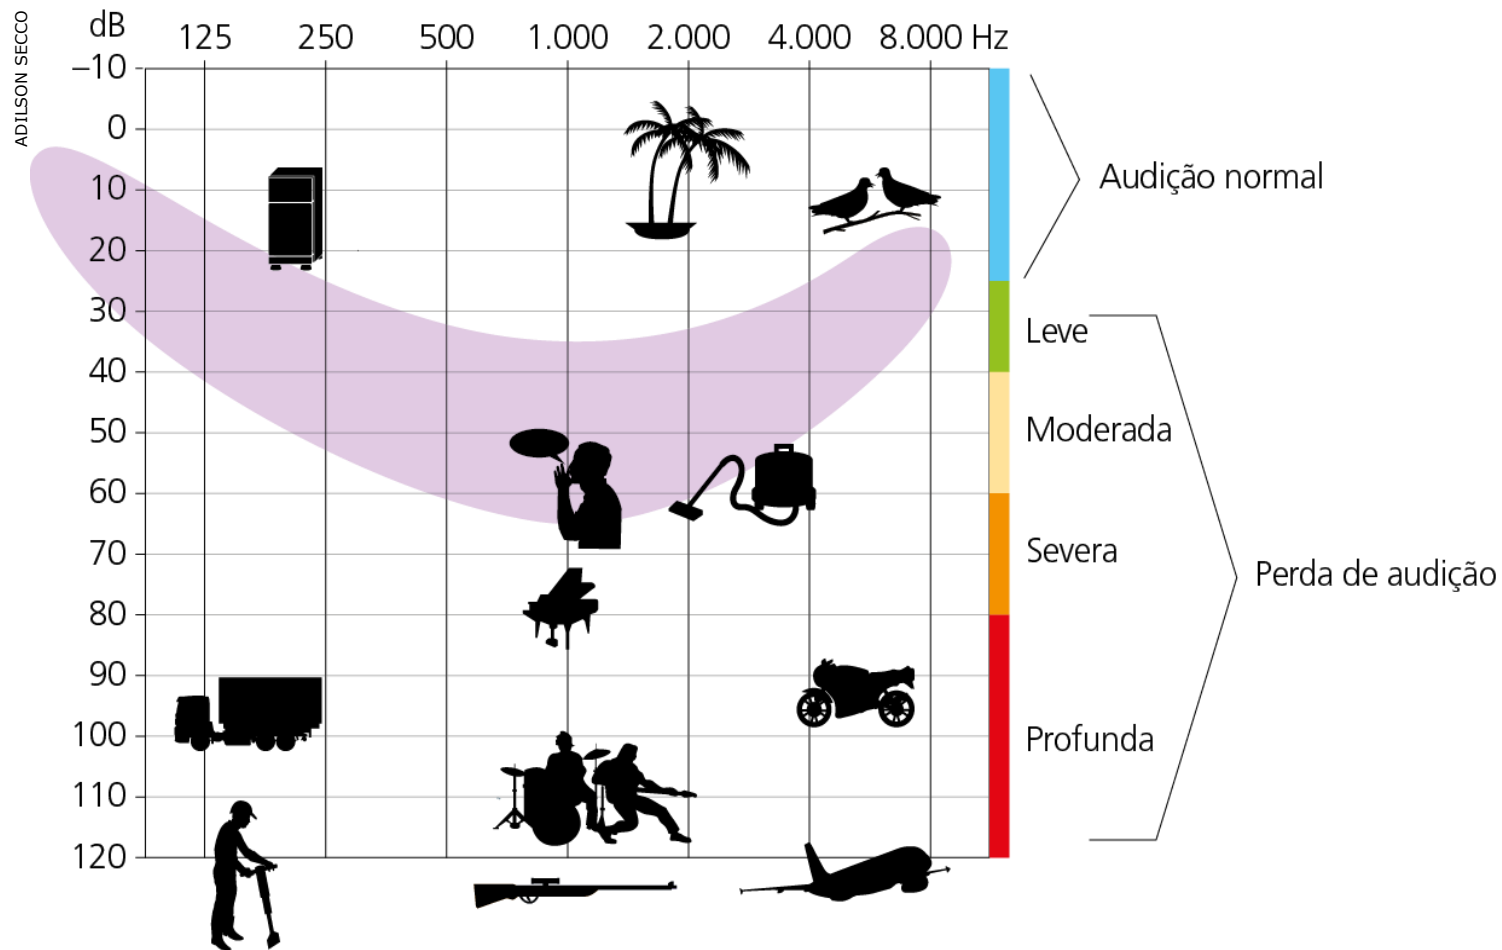 ADILSON SECCO
dB
125 250 500 1.000 2.000 4.000 8.000 Hz
–10
0
10
20
30
40
50
60
70
80
90
100
110
120
Audição normal
Leve
Moderada
Severa
Perda de audição
Profunda